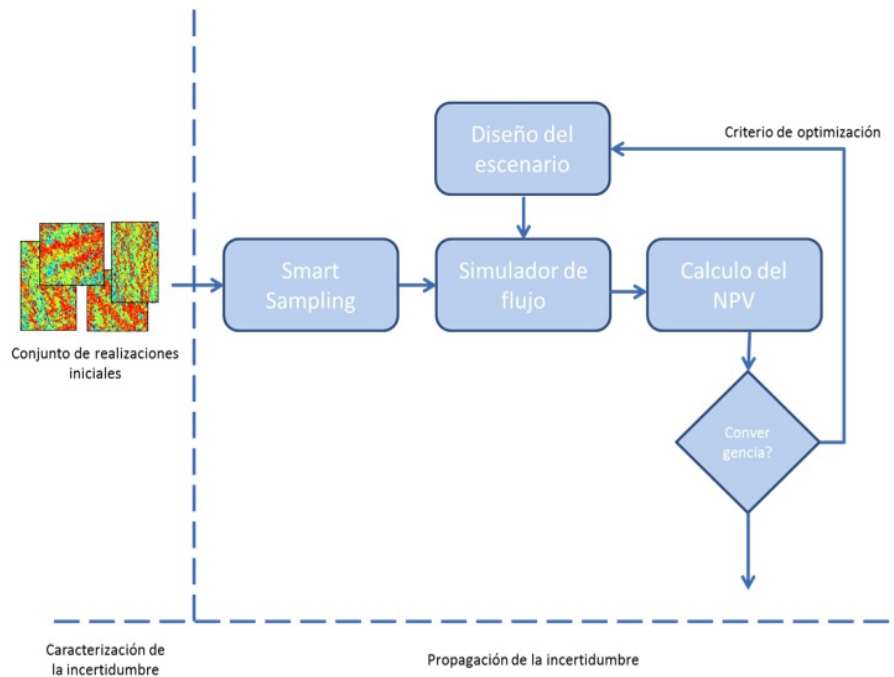 Diseño del
escenario
Criterio de optimización
Smart
Sampling
Simulador de
flujo
Calculo del
NPV
Conjunto de realizaciones
iniciales
Conver
gencia?
Caracterización de
la incertidumbre
Propagación de la incertidumbre